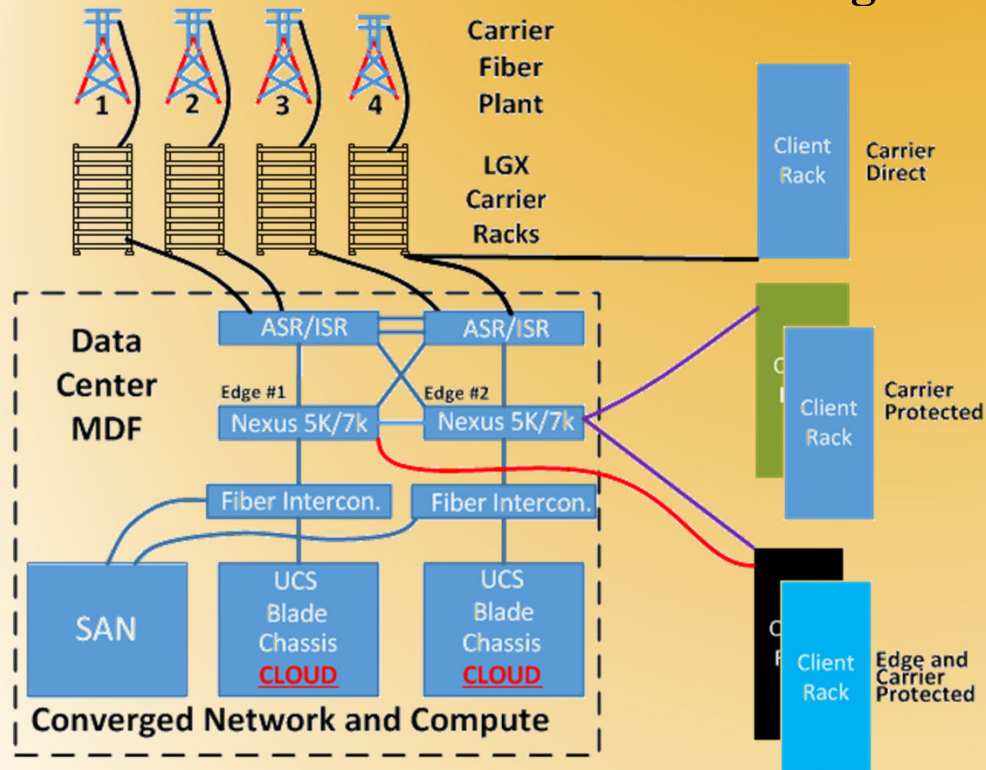 Carrier
Fiber
Plant
1
2
3
4
LGX
Carrier
Racks
Client
Rack
Carrier
Direct
Data
Center
MDF
ASR/ISR
ASR/ISR
Edge #1
Edge #2
Nexus 5K/7k
Nexus 5K/7k
Client
Rack
Carrier
Protected
Fiber Intercon.
Fiber Intercon.
SAN
UCS
Blade
Chassis
CLOUD
UCS
Blade
Chassis
CLOUD
Client
Rack
Edge and
Carrier
Protected
Converged Network and Compute